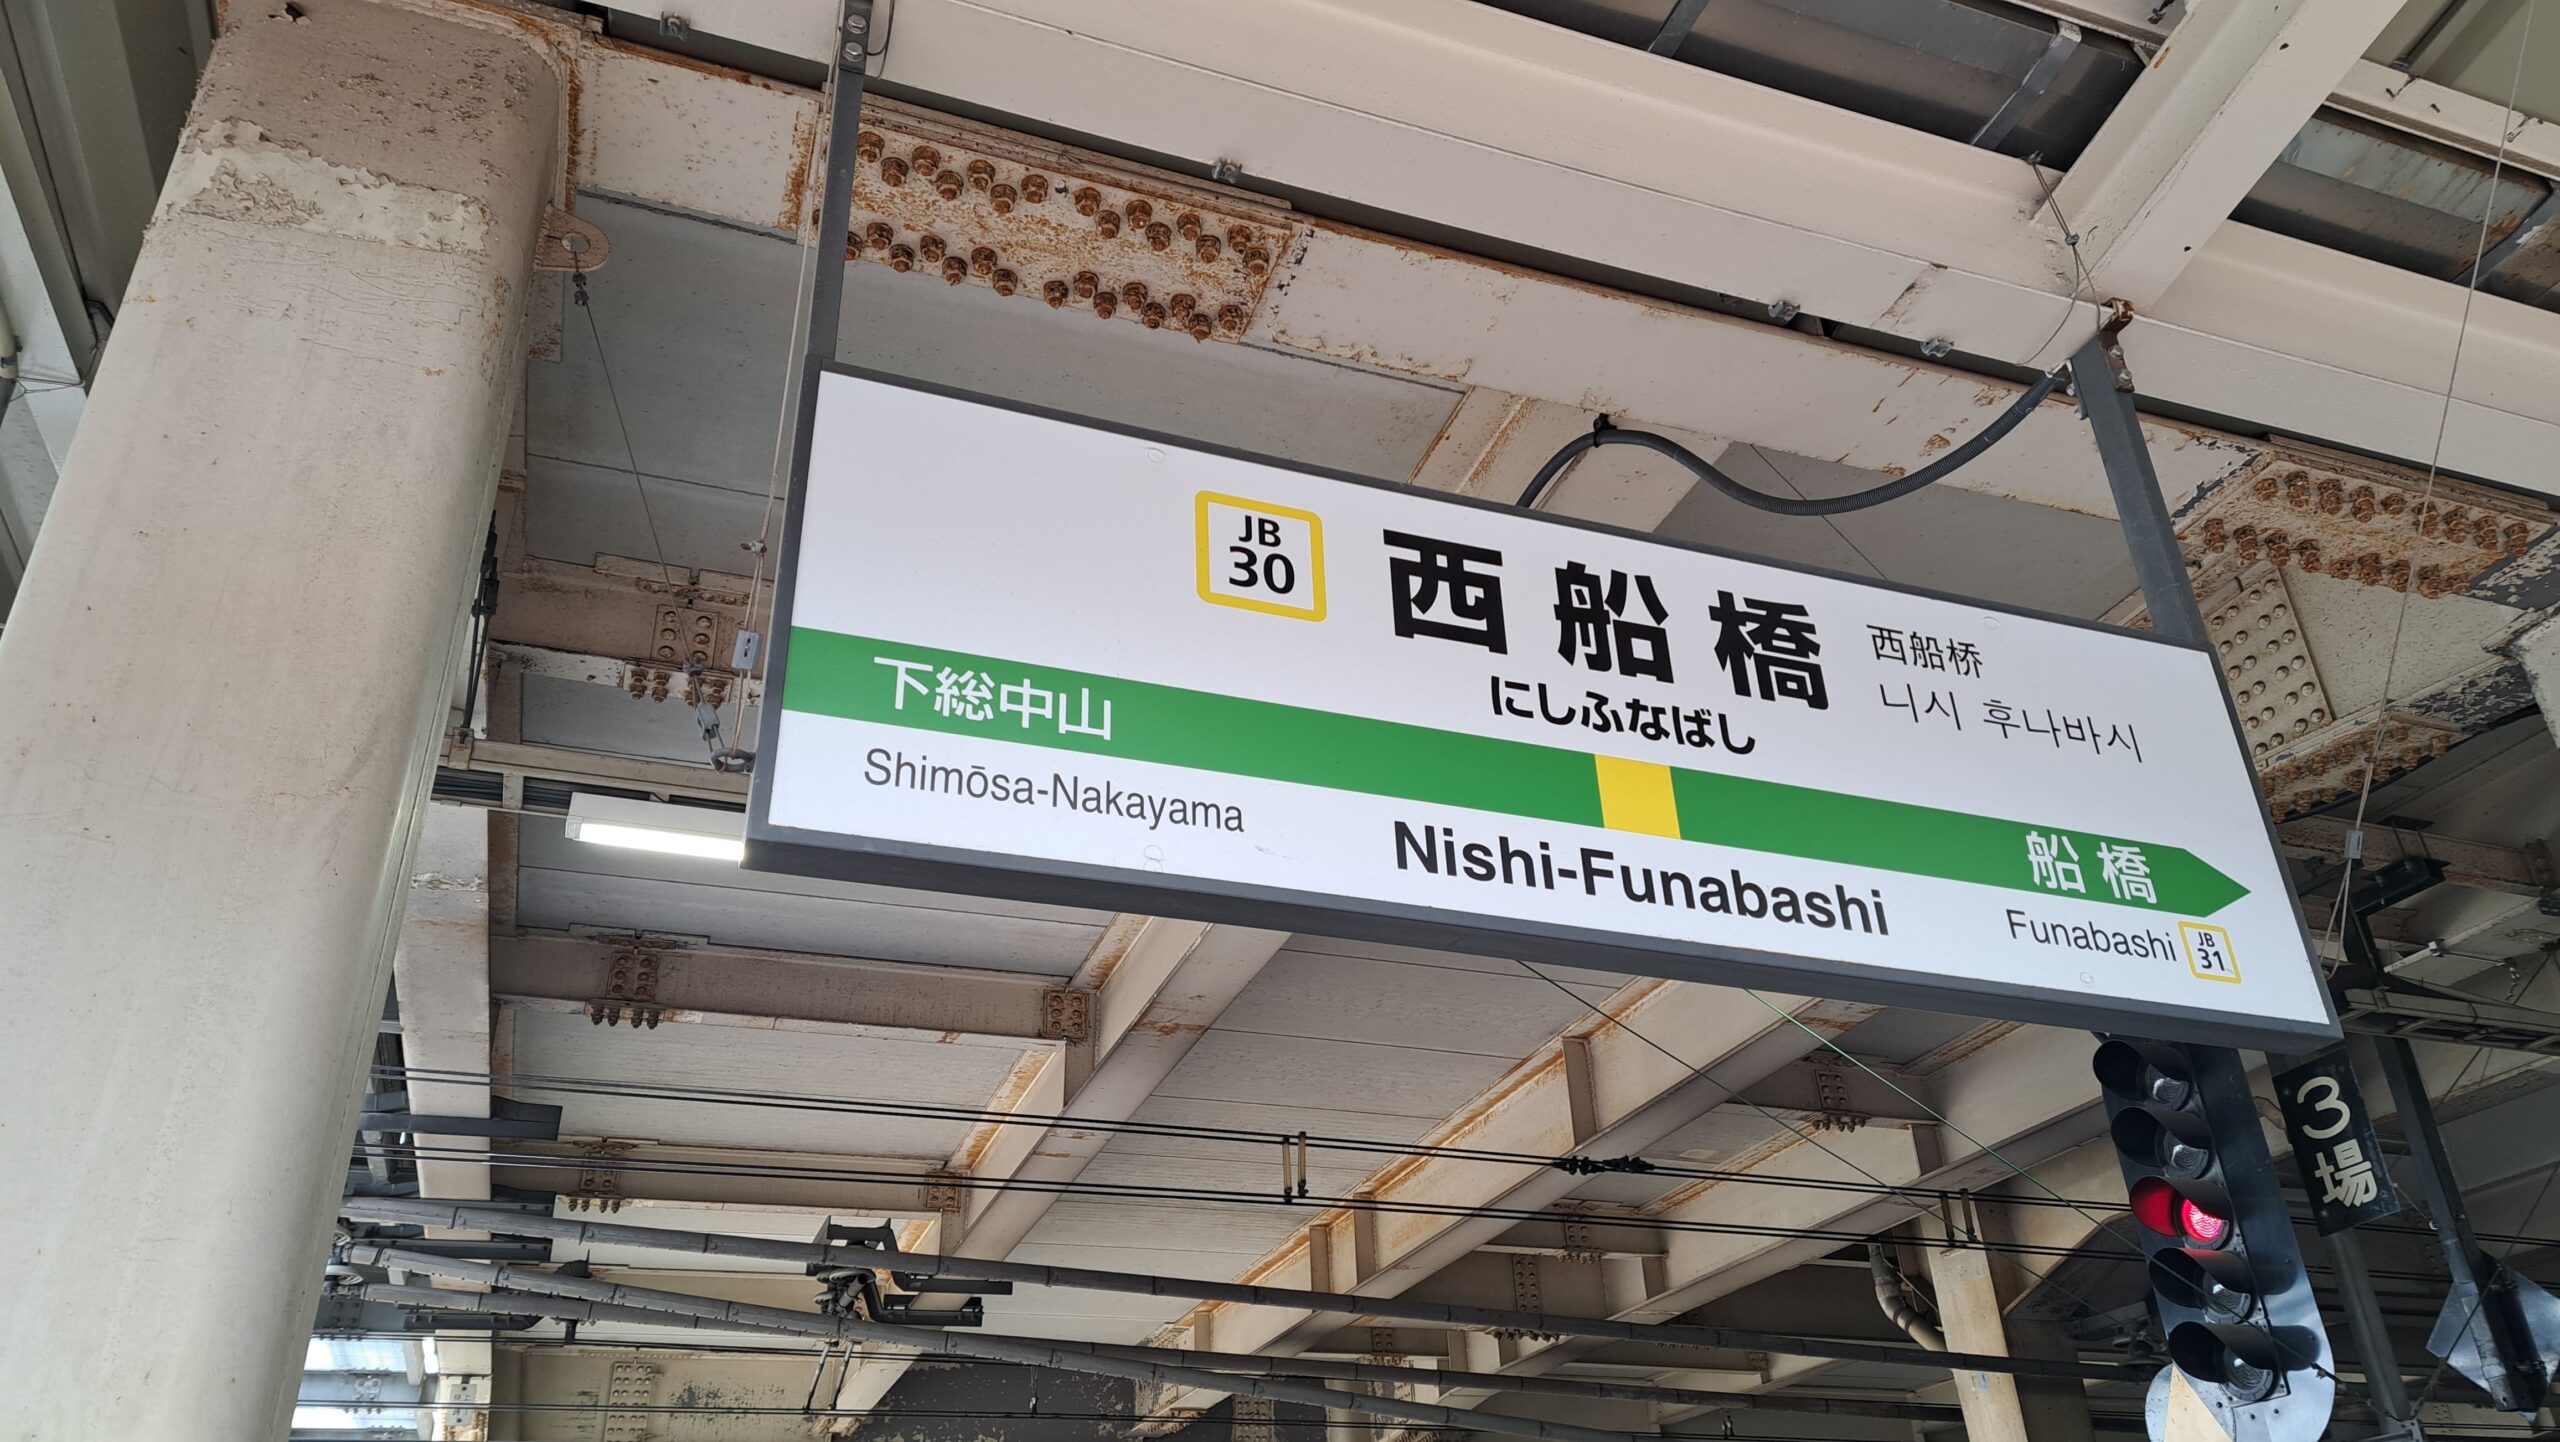 JB
30
西船橋
西船桥
니시 후나바시
にしふなばし
下総中山
船橋
Shimōsa-Nakayama
Nishi-Funabashi
Funabashi
JB
31
3
場